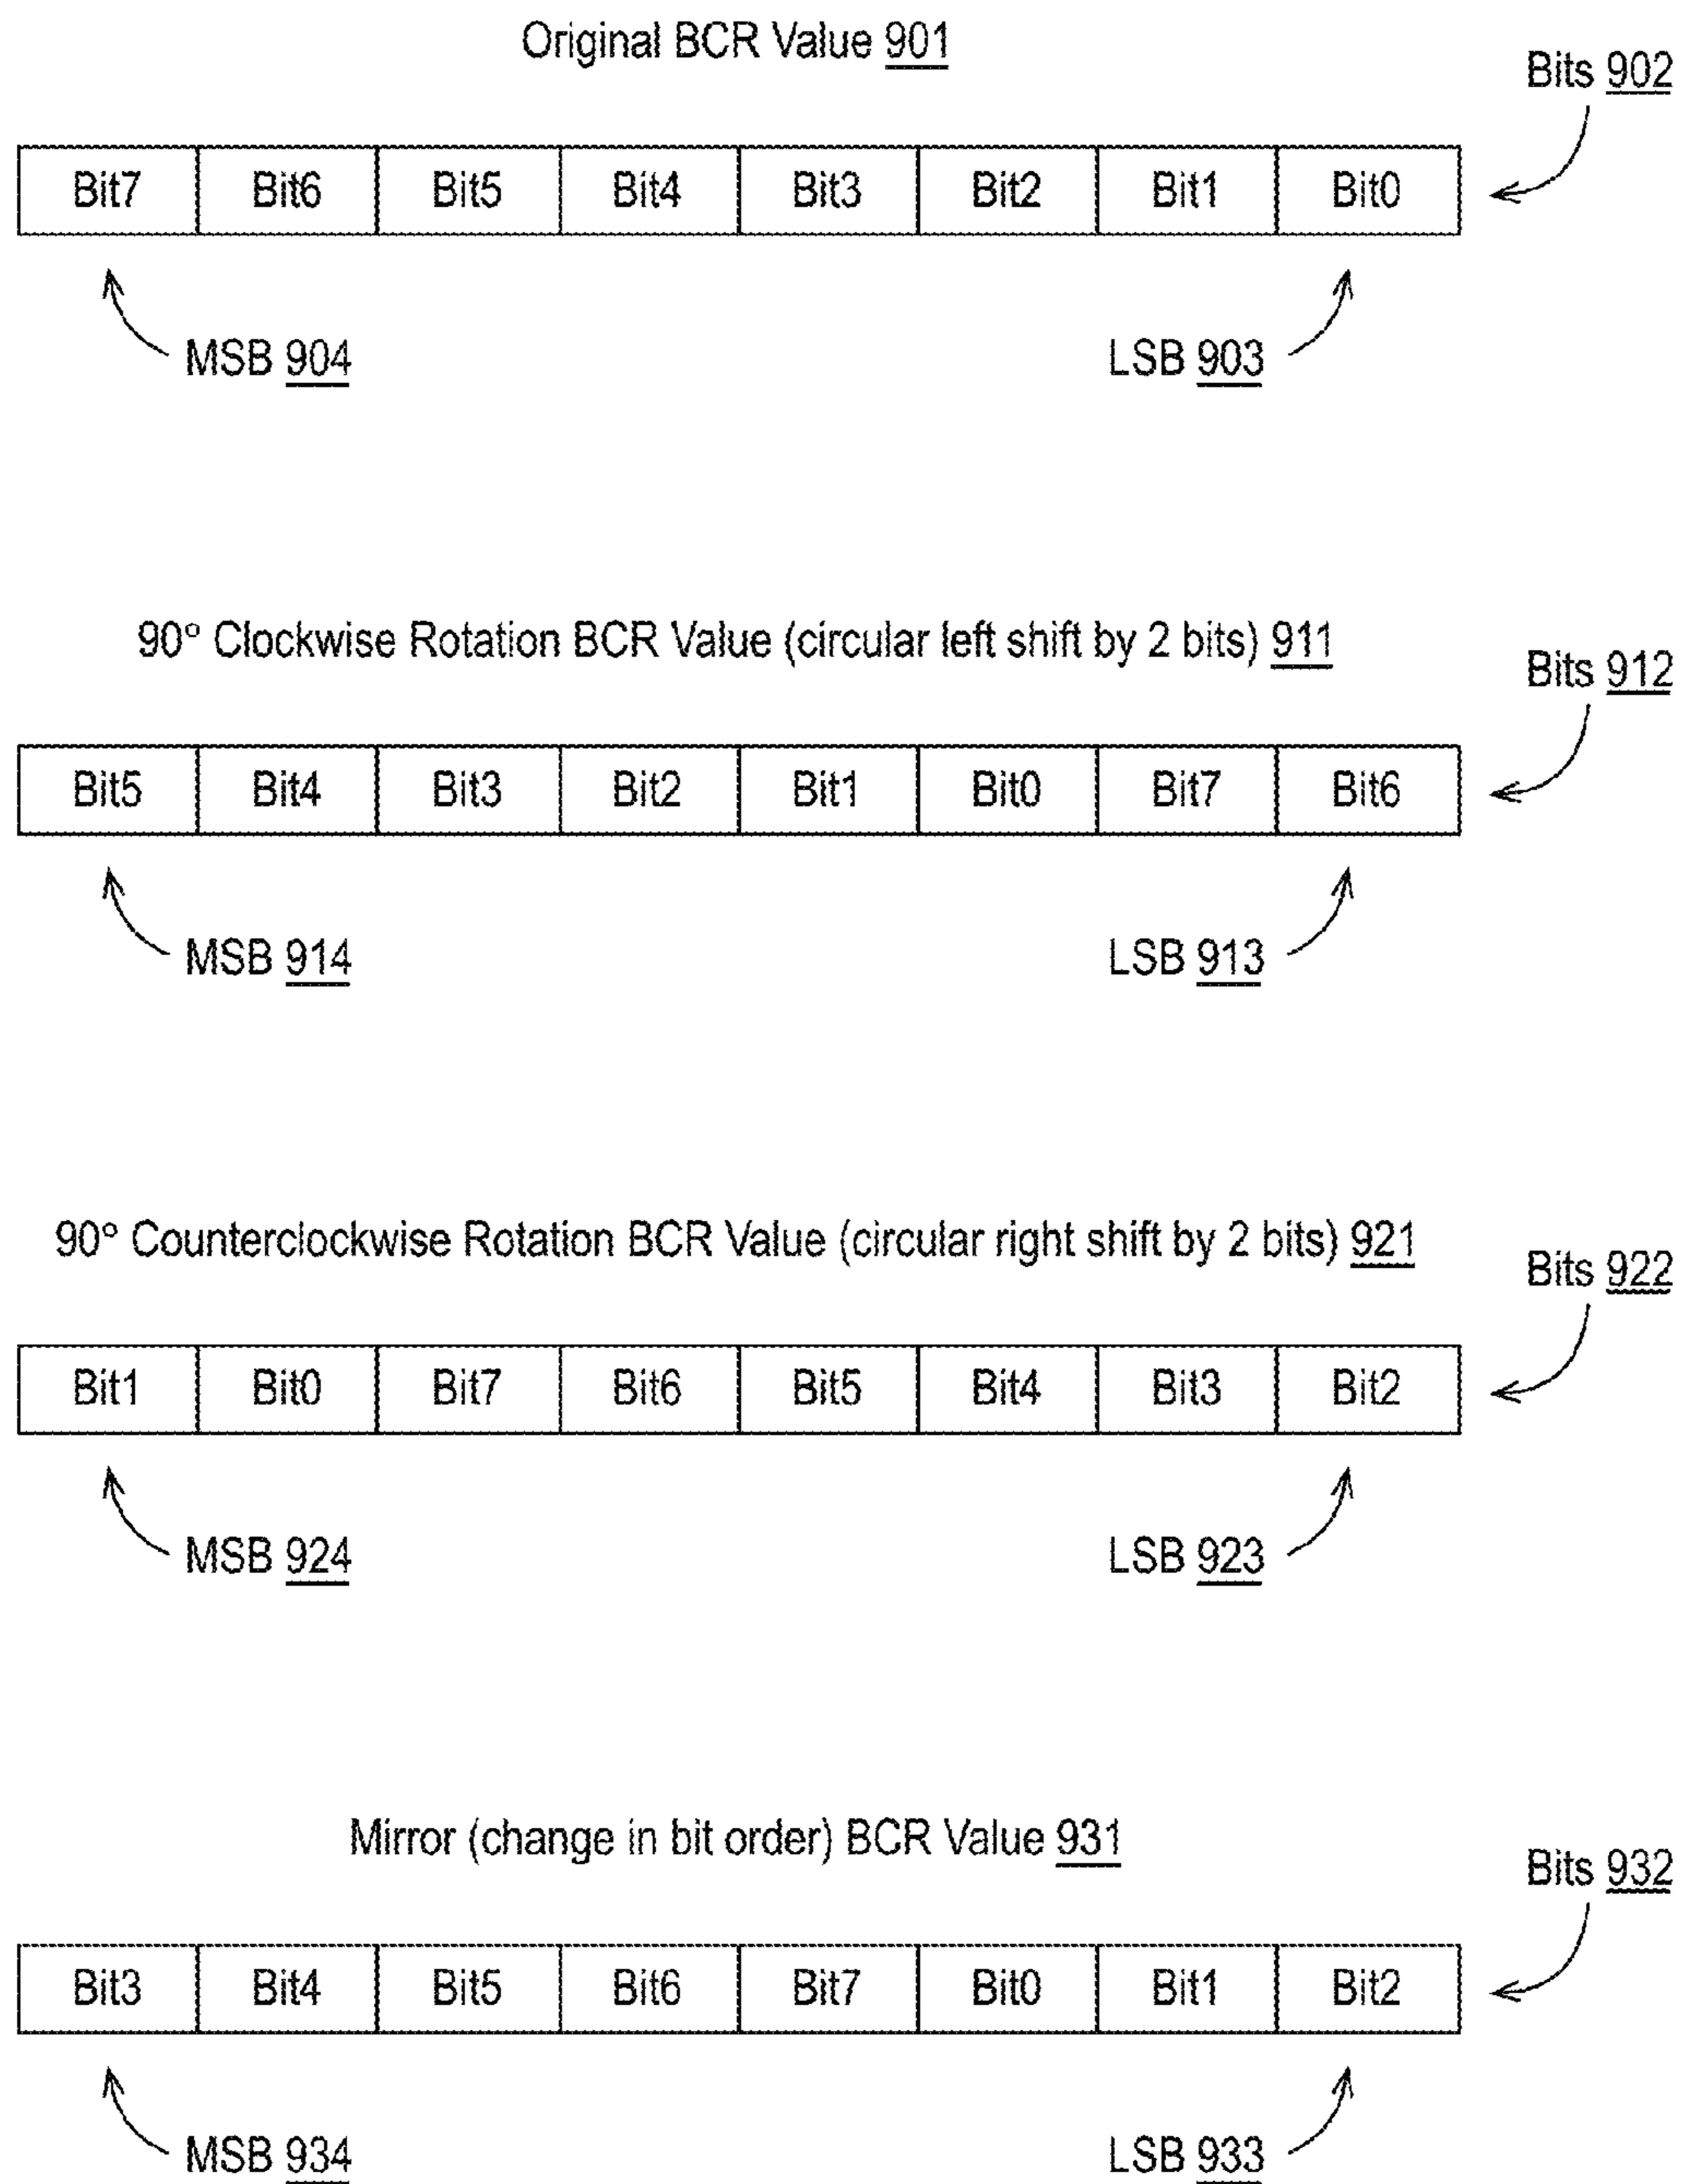 Original BCR Value 901
Bits 902
Bit7 Bit6 Bit5 Bit4 Bit3 Bit2 Bit1 Bit0
MSB 904 LSB 903
90° Clockwise Rotation BCR Value (circular left shift by 2 bits) 911
Bits 912
Bit5 Bit4 Bit3 Bit2 Bit1 Bit0 Bit7 Bit6
MSB 914 LSB 913
90° Counterclockwise Rotation BCR Value (circular right shift by 2 bits) 921
Bits 922
Bit1 Bit0 Bit7 Bit6 Bit5 Bit4 Bit3 Bit2
MSB 924 LSB 923
Mirror (change in bit order) BCR Value 931
Bits 932
Bit3 Bit4 Bit5 Bit6 Bit7 Bit0 Bit1 Bit2
MSB 934 LSB 933